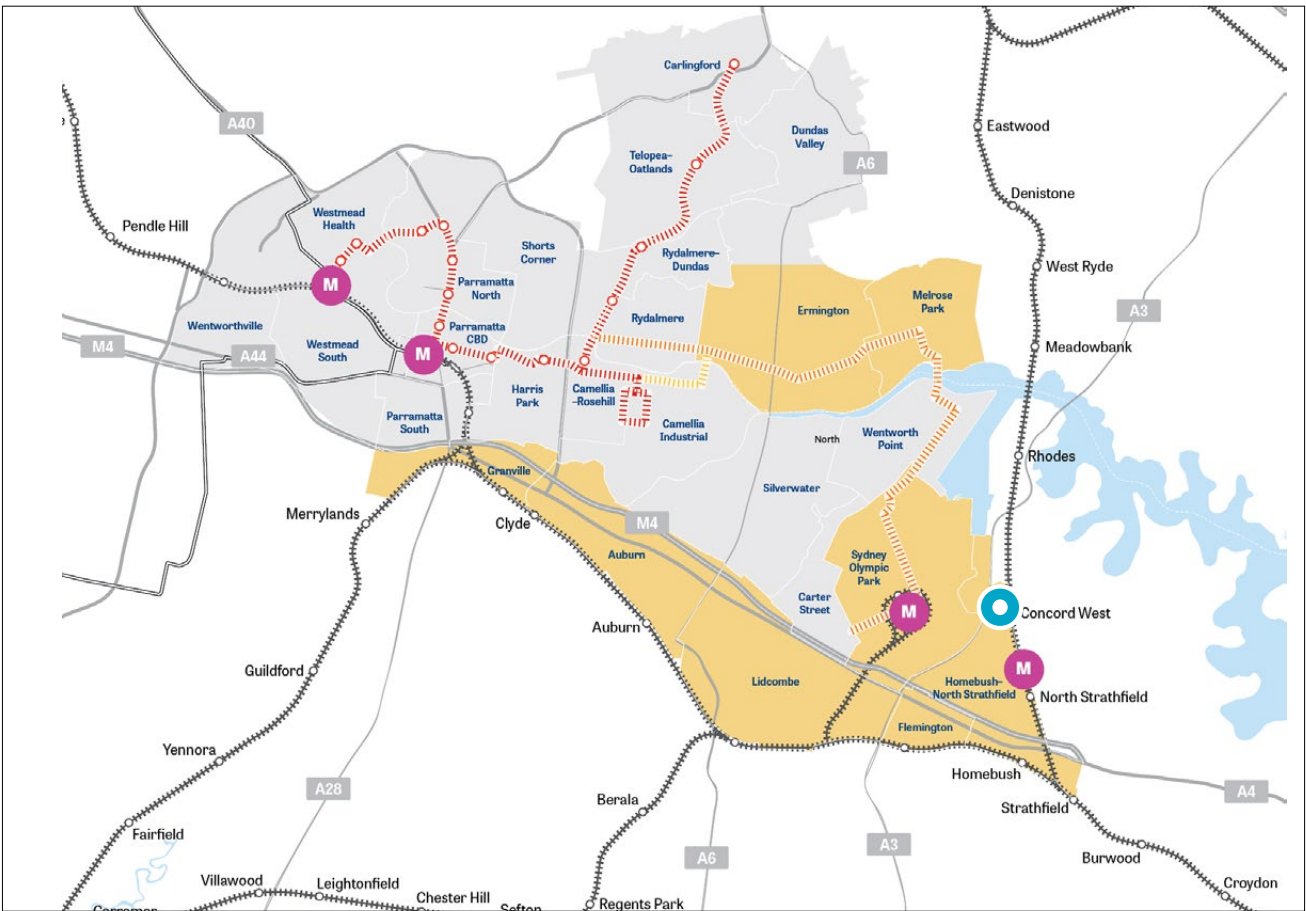 Carlingford
A40
Eastwood
Dundas
Valley
Telopea–
Oatlands
A6
Denistone
Westmead
Health
Pendle Hill
Shorts
Corner
Rydalmere–
Dundas
West Ryde
M
Parramatta
North
Melrose
Park
Ermington
A3
Rydalmere
Wentworthville
Parramatta
CBD
Westmead
South
M4
A44
M
Meadowbank
Harris
Park
Camellia
–Rosehill
Parramatta
South
Camellia
Industrial
North
Wentworth
Point
Rhodes
Granville
Silverwater
Merrylands
Clyde
M4
Auburn
Sydney
Olympic
Park
Carter
Street
M
Concord West
Auburn
Guildford
Lidcombe
Homebush–
North Strathfield
M
North Strathfield
Flemington
Yennora
Homebush
A28
Berala
Strathfield
A4
Fairfield
A6
A3
Burwood
Villawood
Leightonfield
Chester Hill
Regents Park
Croydon